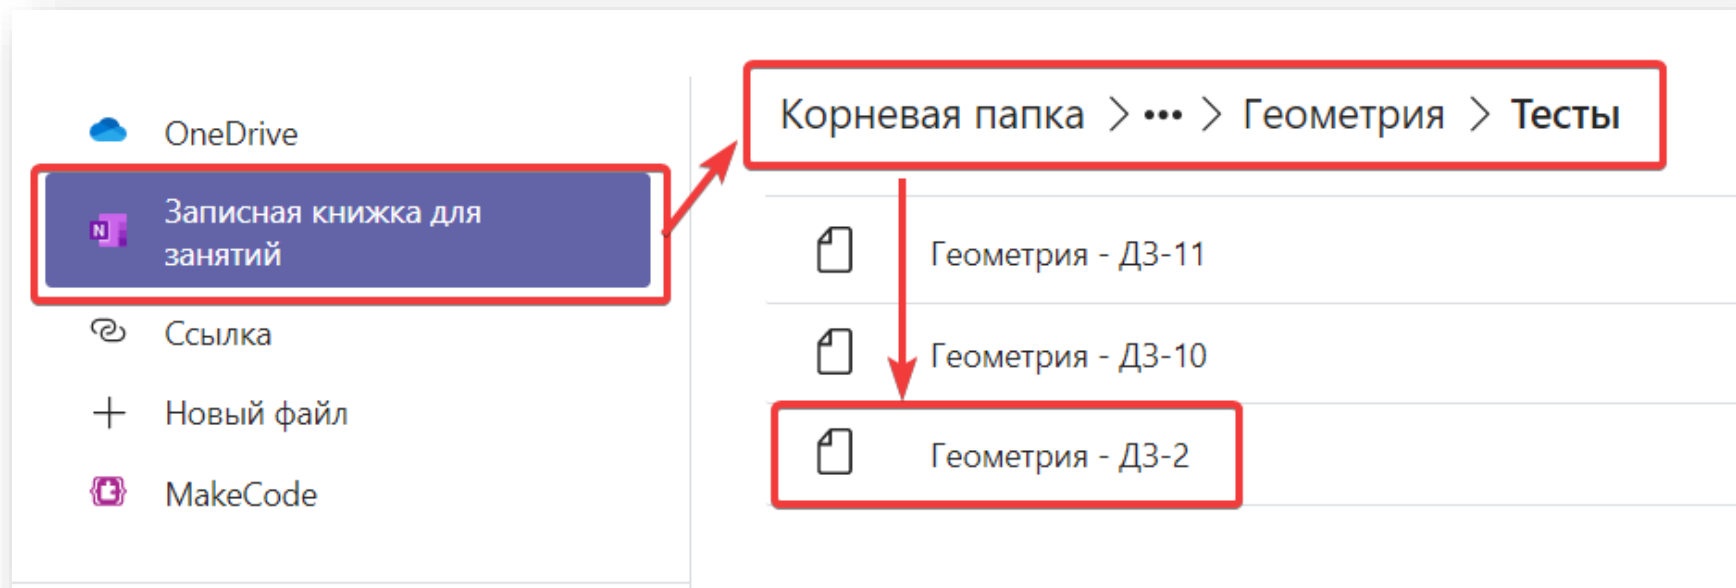 OneDrive
Записная книжка для
занятий
Ссылка
Новый файл
MakeCode
Корневая папка > ••• > Геометрия > Тесты
Геометрия - ДЗ-11
Геометрия - ДЗ-10
Геометрия - ДЗ-2